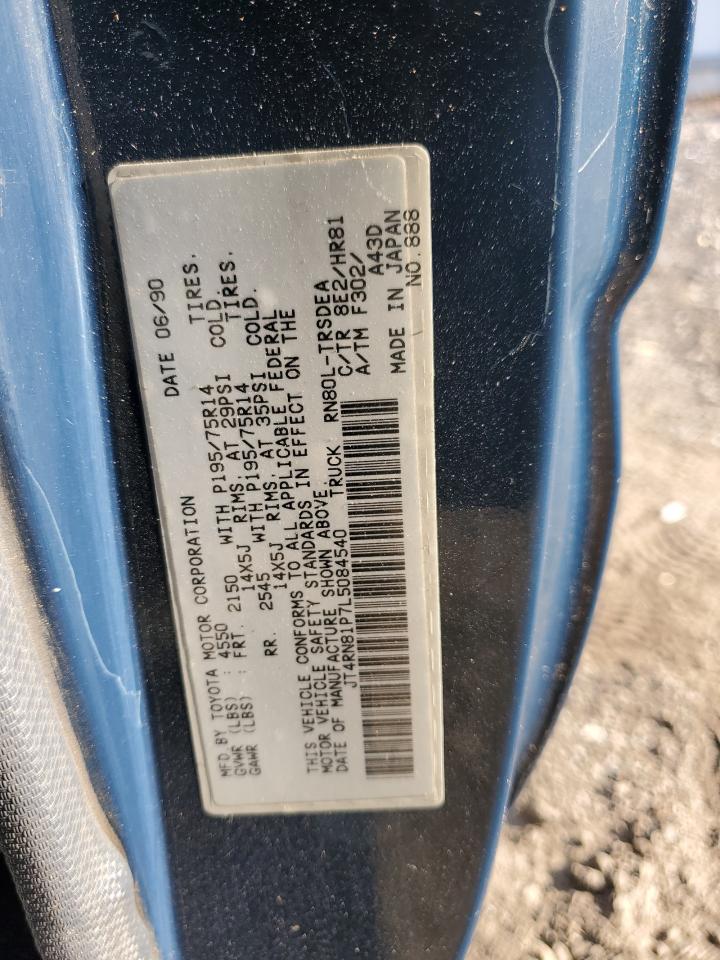 MFD. BY TOYOTA MOTOR CORPORATION DATE 06/90
GVWR (LBS) : 4550 WITH P195/75R14 TIRES,
GAWR (LBS) : FRT. 2150 14X5J RIMS, AT 29PSI COLD.
RR. 2545 WITH P195/75R14 TIRES,
14X5J RIMS, AT 35PSI COLD.
THIS VEHICLE CONFORMS TO ALL APPLICABLE FEDERAL
MOTOR VEHICLE SAFETY STANDARDS IN EFFECT ON THE
DATE OF MANUFACTURE SHOWN ABOVE.
JT4RN81P7L5084540 TRUCK RN80L-TRSDEA
C/TR 8E2/HR81
A/TM F302/
A43D
MADE IN JAPAN
NO.888